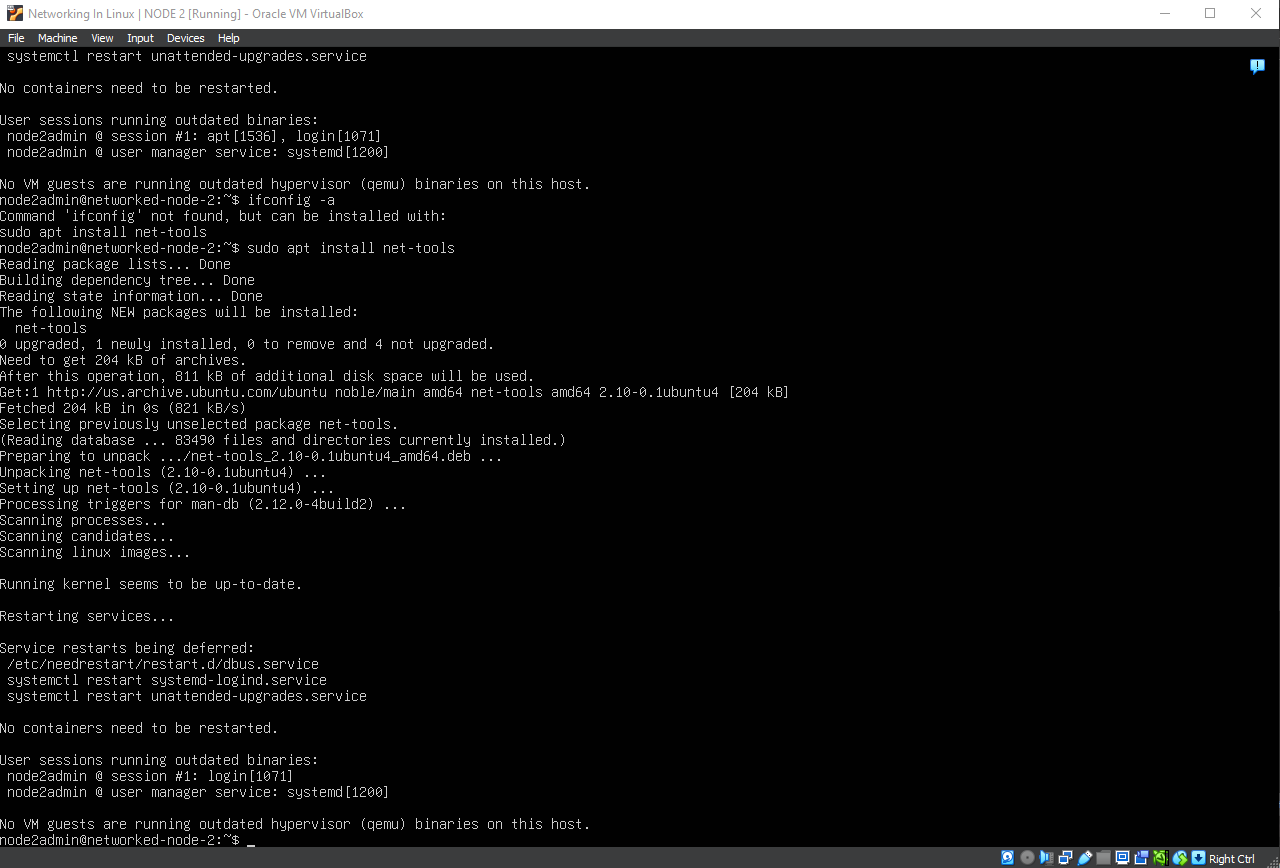 Networking In Linux | NODE 2 [Running] - Oracle VM VirtualBox
File Machine View Input Devices Help
systemctl restart unattended-upgrades.service
No containers need to be restarted.
User sessions running outdated binaries:
node2admin @ session #1: apt[1536], login[1071]
node2admin @ user manager service: systemd[1200]
No VM guests are running outdated hypervisor (qemu) binaries on this host.
node2admin@networked-node-2:~$ ifconfig -a
Command 'ifconfig' not found, but can be installed with:
sudo apt install net-tools
node2admin@networked-node-2:~$ sudo apt install net-tools
Reading package lists... Done
Building dependency tree... Done
Reading state information... Done
The following NEW packages will be installed:
net-tools
0 upgraded, 1 newly installed, 0 to remove and 4 not upgraded.
Need to get 204 kB of archives.
After this operation, 811 kB of additional disk space will be used.
Get:1 http://us.archive.ubuntu.com/ubuntu noble/main amd64 net-tools amd64 2.10-0.1ubuntu4 [204 kB]
Fetched 204 kB in 0s (821 kB/s)
Selecting previously unselected package net-tools.
(Reading database ... 83490 files and directories currently installed.)
Preparing to unpack .../net-tools_2.10-0.1ubuntu4_amd64.deb ...
Unpacking net-tools (2.10-0.1ubuntu4) ...
Setting up net-tools (2.10-0.1ubuntu4) ...
Processing triggers for man-db (2.12.0-4build2) ...
Scanning processes...
Scanning candidates...
Scanning linux images...
Running kernel seems to be up-to-date.
Restarting services...
Service restarts being deferred:
/etc/needrestart/restart.d/dbus.service
systemctl restart systemd-logind.service
systemctl restart unattended-upgrades.service
No containers need to be restarted.
User sessions running outdated binaries:
node2admin @ session #1: login[1071]
node2admin @ user manager service: systemd[1200]
No VM guests are running outdated hypervisor (qemu) binaries on this host.
node2admin@networked-node-2:~$ _
Right Ctrl